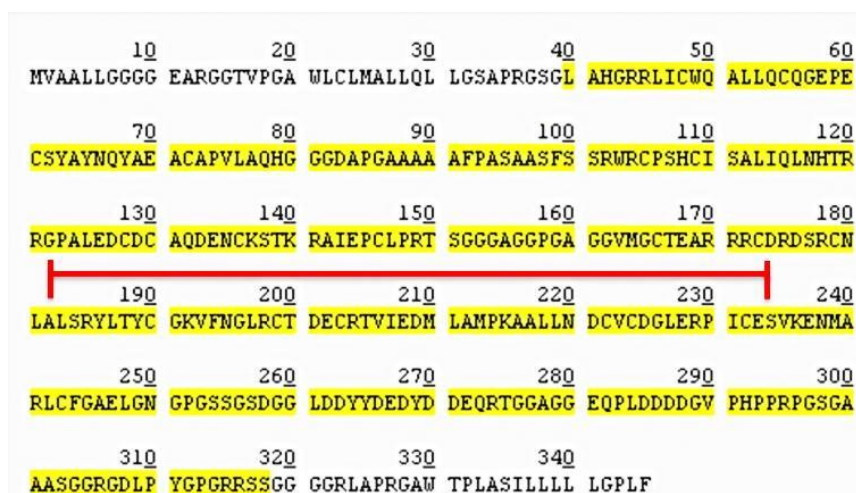 10 20 30 40 50 60
MVAALLGGGG EARGGTVPGA WLCLMALLQL LGSAPRGSGL AHGRRLICWQ ALLQCQGEPE
70 80 90 100 110 120
CSYAYNQYAE ACAPVLAQHG GGDAPGAAAA AFPASAASFS SRWRCPSHCI SALIQLNHTR
130 140 150 160 170 180
RGPALEDCDC AQDENCKSTK RAIEPCLPRT SGGGAGGPGA GGVMGCTEAR RRCDRDSRCN
190 200 210 220 230 240
LALSRYLTYC GKVFNGLRCT DECRTVIEDM LAMPKAALLN DCVCDGLERP ICESVKENMA
250 260 270 280 290 300
RLCFGAELGN GPGSSGSDGG LDDYYDEDYD DEQRTGGAGG EQPLDDDDGV PHPPRPGSGA
310 320 330 340
AASGGRGDLP YGPGRRSSGG GGRLAPRGAW TPLASILLLL LGPLF